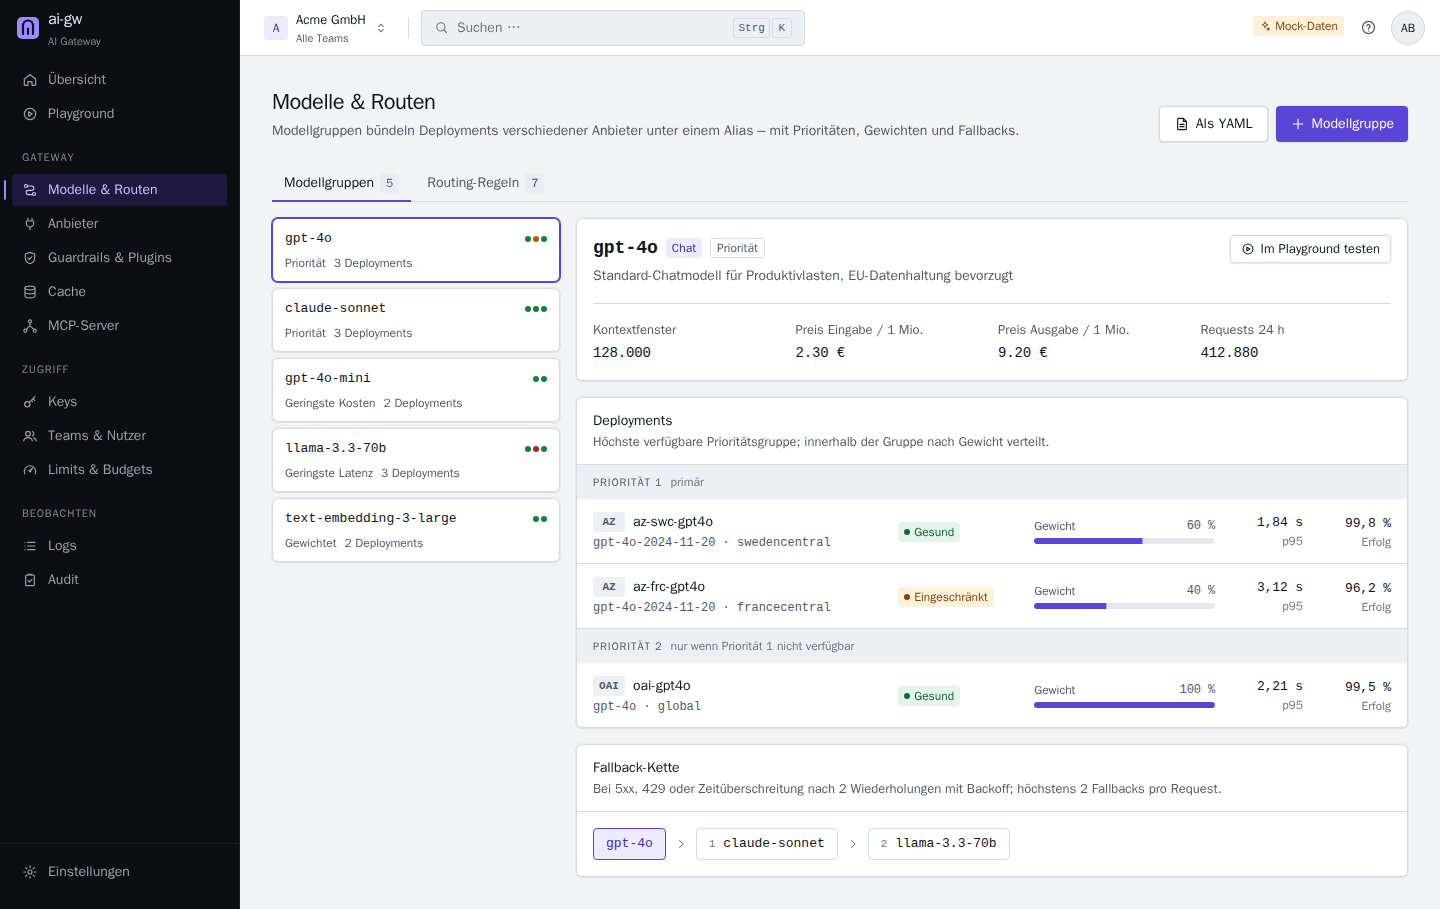 ai-gw
AI Gateway
Übersicht
Playground
GATEWAY
Modelle & Routen
Anbieter
Guardrails & Plugins
Cache
MCP-Server
ZUGRIFF
Keys
Teams & Nutzer
Limits & Budgets
BEOBACHTEN
Logs
Audit
Einstellungen
A
Acme GmbH
Alle Teams
Suchen ⋯ Strg K
Mock-Daten
AB
Modelle & Routen
Modellgruppen bündeln Deployments verschiedener Anbieter unter einem Alias – mit Prioritäten, Gewichten und Fallbacks.
Als YAML
Modellgruppe
Modellgruppen 5
Routing-Regeln 7
gpt-4o
Priorität 3 Deployments
claude-sonnet
Priorität 3 Deployments
gpt-4o-mini
Geringste Kosten 2 Deployments
llama-3.3-70b
Geringste Latenz 3 Deployments
text-embedding-3-large
Gewichtet 2 Deployments
gpt-4o Chat Priorität
Im Playground testen
Standard-Chatmodell für Produktivlasten, EU-Datenhaltung bevorzugt
Kontextfenster
128.000
Preis Eingabe / 1 Mio.
2.30 €
Preis Ausgabe / 1 Mio.
9.20 €
Requests 24 h
412.880
Deployments
Höchste verfügbare Prioritätsgruppe; innerhalb der Gruppe nach Gewicht verteilt.
PRIORITÄT 1 primär
AZ az-swc-gpt4o
gpt-4o-2024-11-20 · swedencentral
Gesund
Gewicht 60 %
1,84 s
p95
99,8 %
Erfolg
AZ az-frc-gpt4o
gpt-4o-2024-11-20 · francecentral
Eingeschränkt
Gewicht 40 %
3,12 s
p95
96,2 %
Erfolg
PRIORITÄT 2 nur wenn Priorität 1 nicht verfügbar
OAI oai-gpt4o
gpt-4o · global
Gesund
Gewicht 100 %
2,21 s
p95
99,5 %
Erfolg
Fallback-Kette
Bei 5xx, 429 oder Zeitüberschreitung nach 2 Wiederholungen mit Backoff; höchstens 2 Fallbacks pro Request.
gpt-4o
1 claude-sonnet
2 llama-3.3-70b